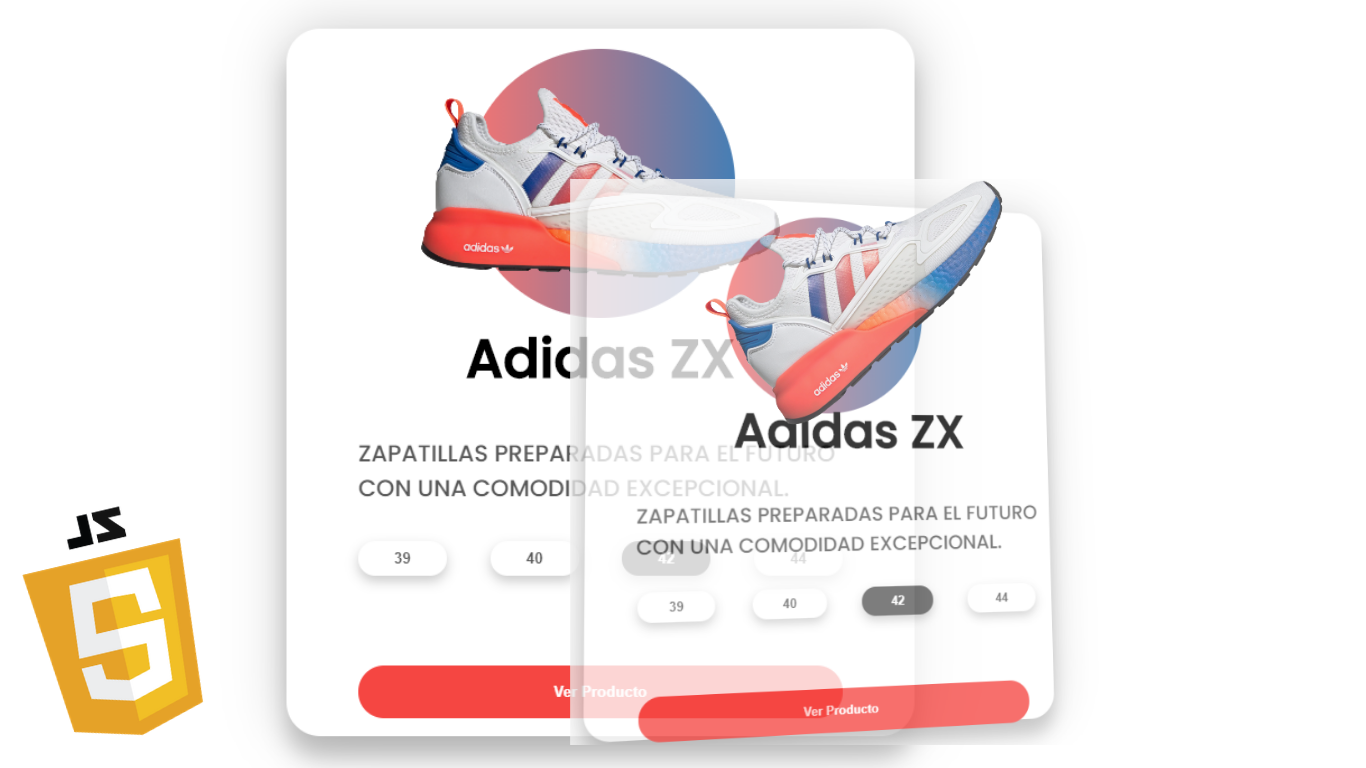 adidas
Adidas ZX
ZAPATILLAS PREPARADAS PARA EL FUTURO
CON UNA COMODIDAD EXCEPCIONAL.
39
40
42
44
Ver Producto
adidas
Adidas ZX
ZAPATILLAS PREPARADAS PARA EL FUTURO
CON UNA COMODIDAD EXCEPCIONAL.
39
40
42
44
Ver Producto
JS
5